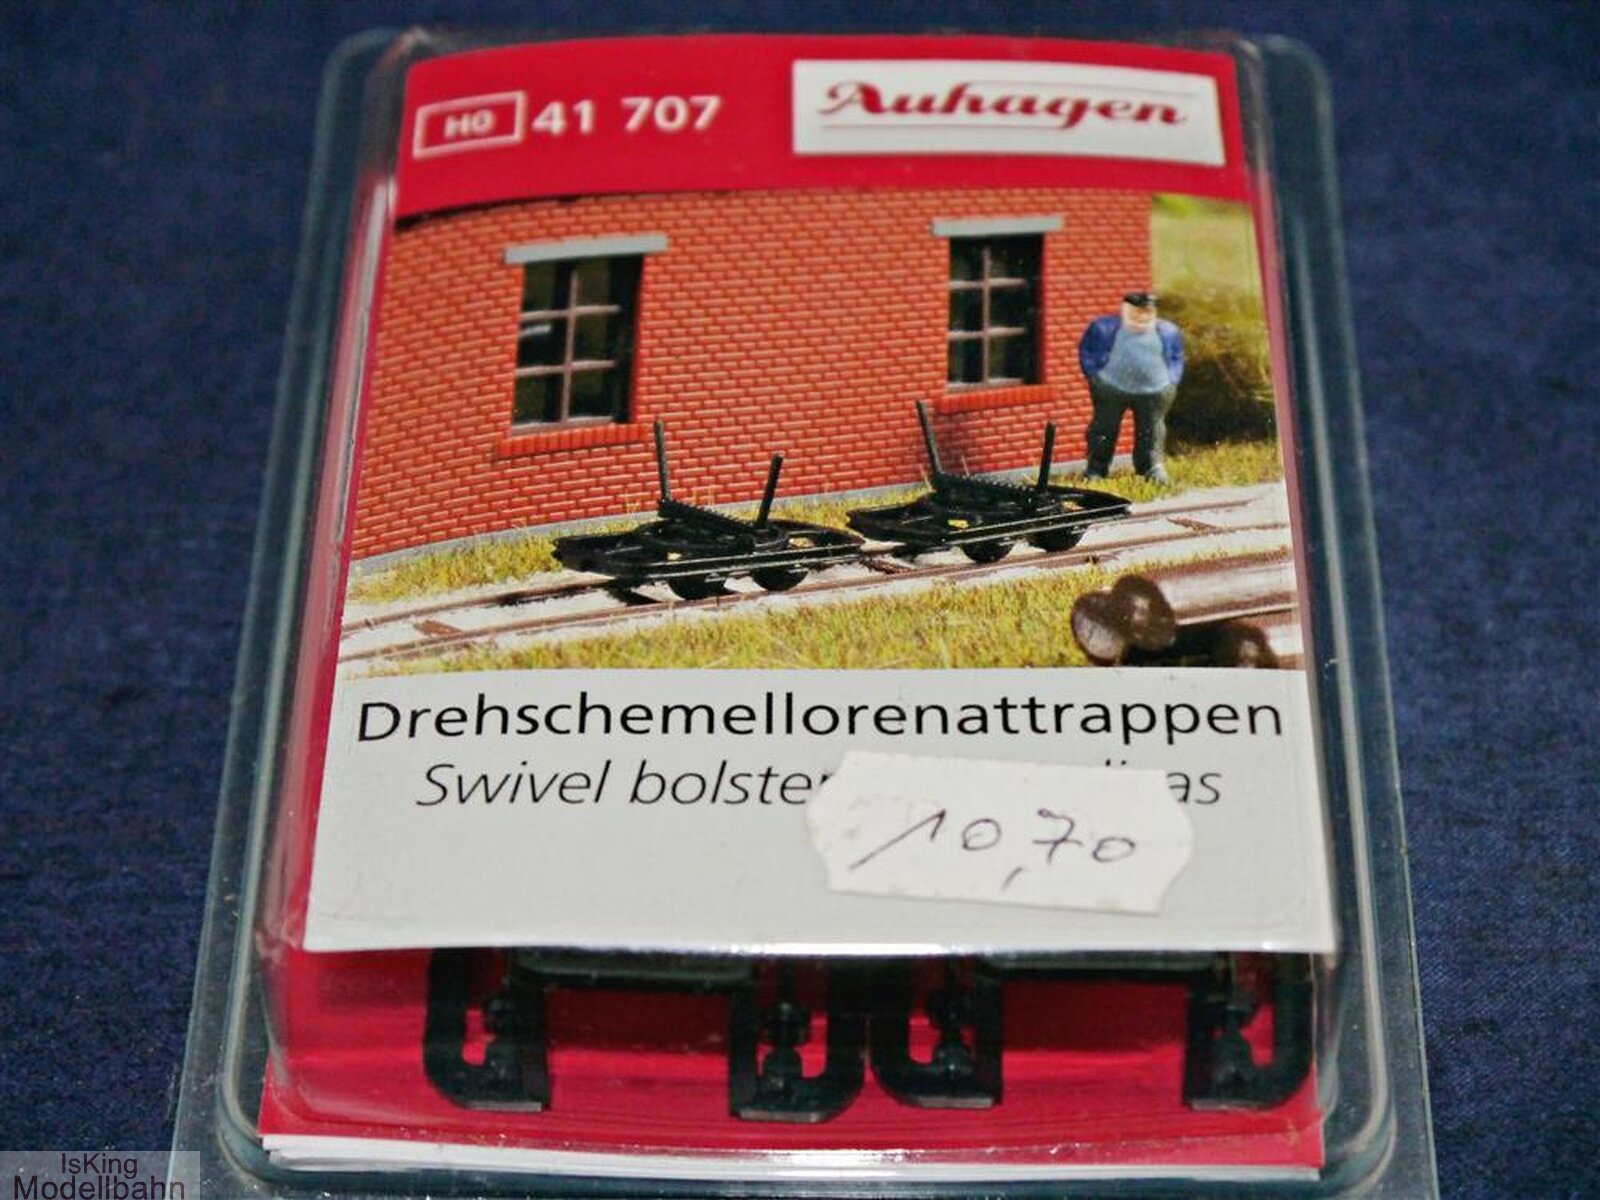 H0 41 707
Auhagen
Drehschemellorenattrappen
Swivel bolster
10,70
IsKing
Modellbahn